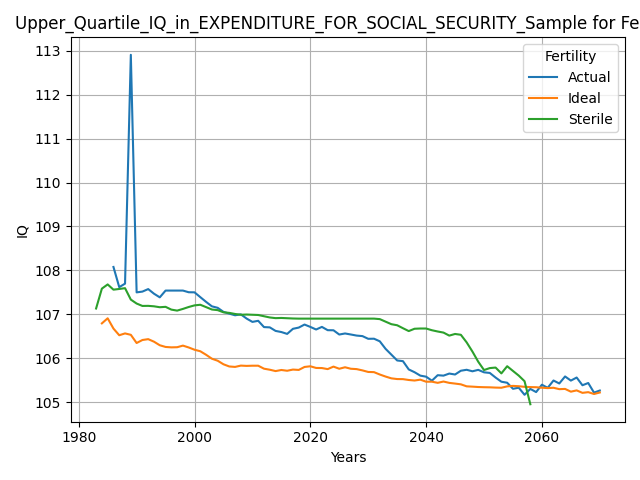 Upper_Quartile_IQ_in_EXPENDITURE_FOR_SOCIAL_SECURITY_Sample for Fe
113
112
111
110
109
108
107
106
105
IQ
Fertility
Actual
Ideal
Sterile
1980
2000
2020
2040
2060
Years